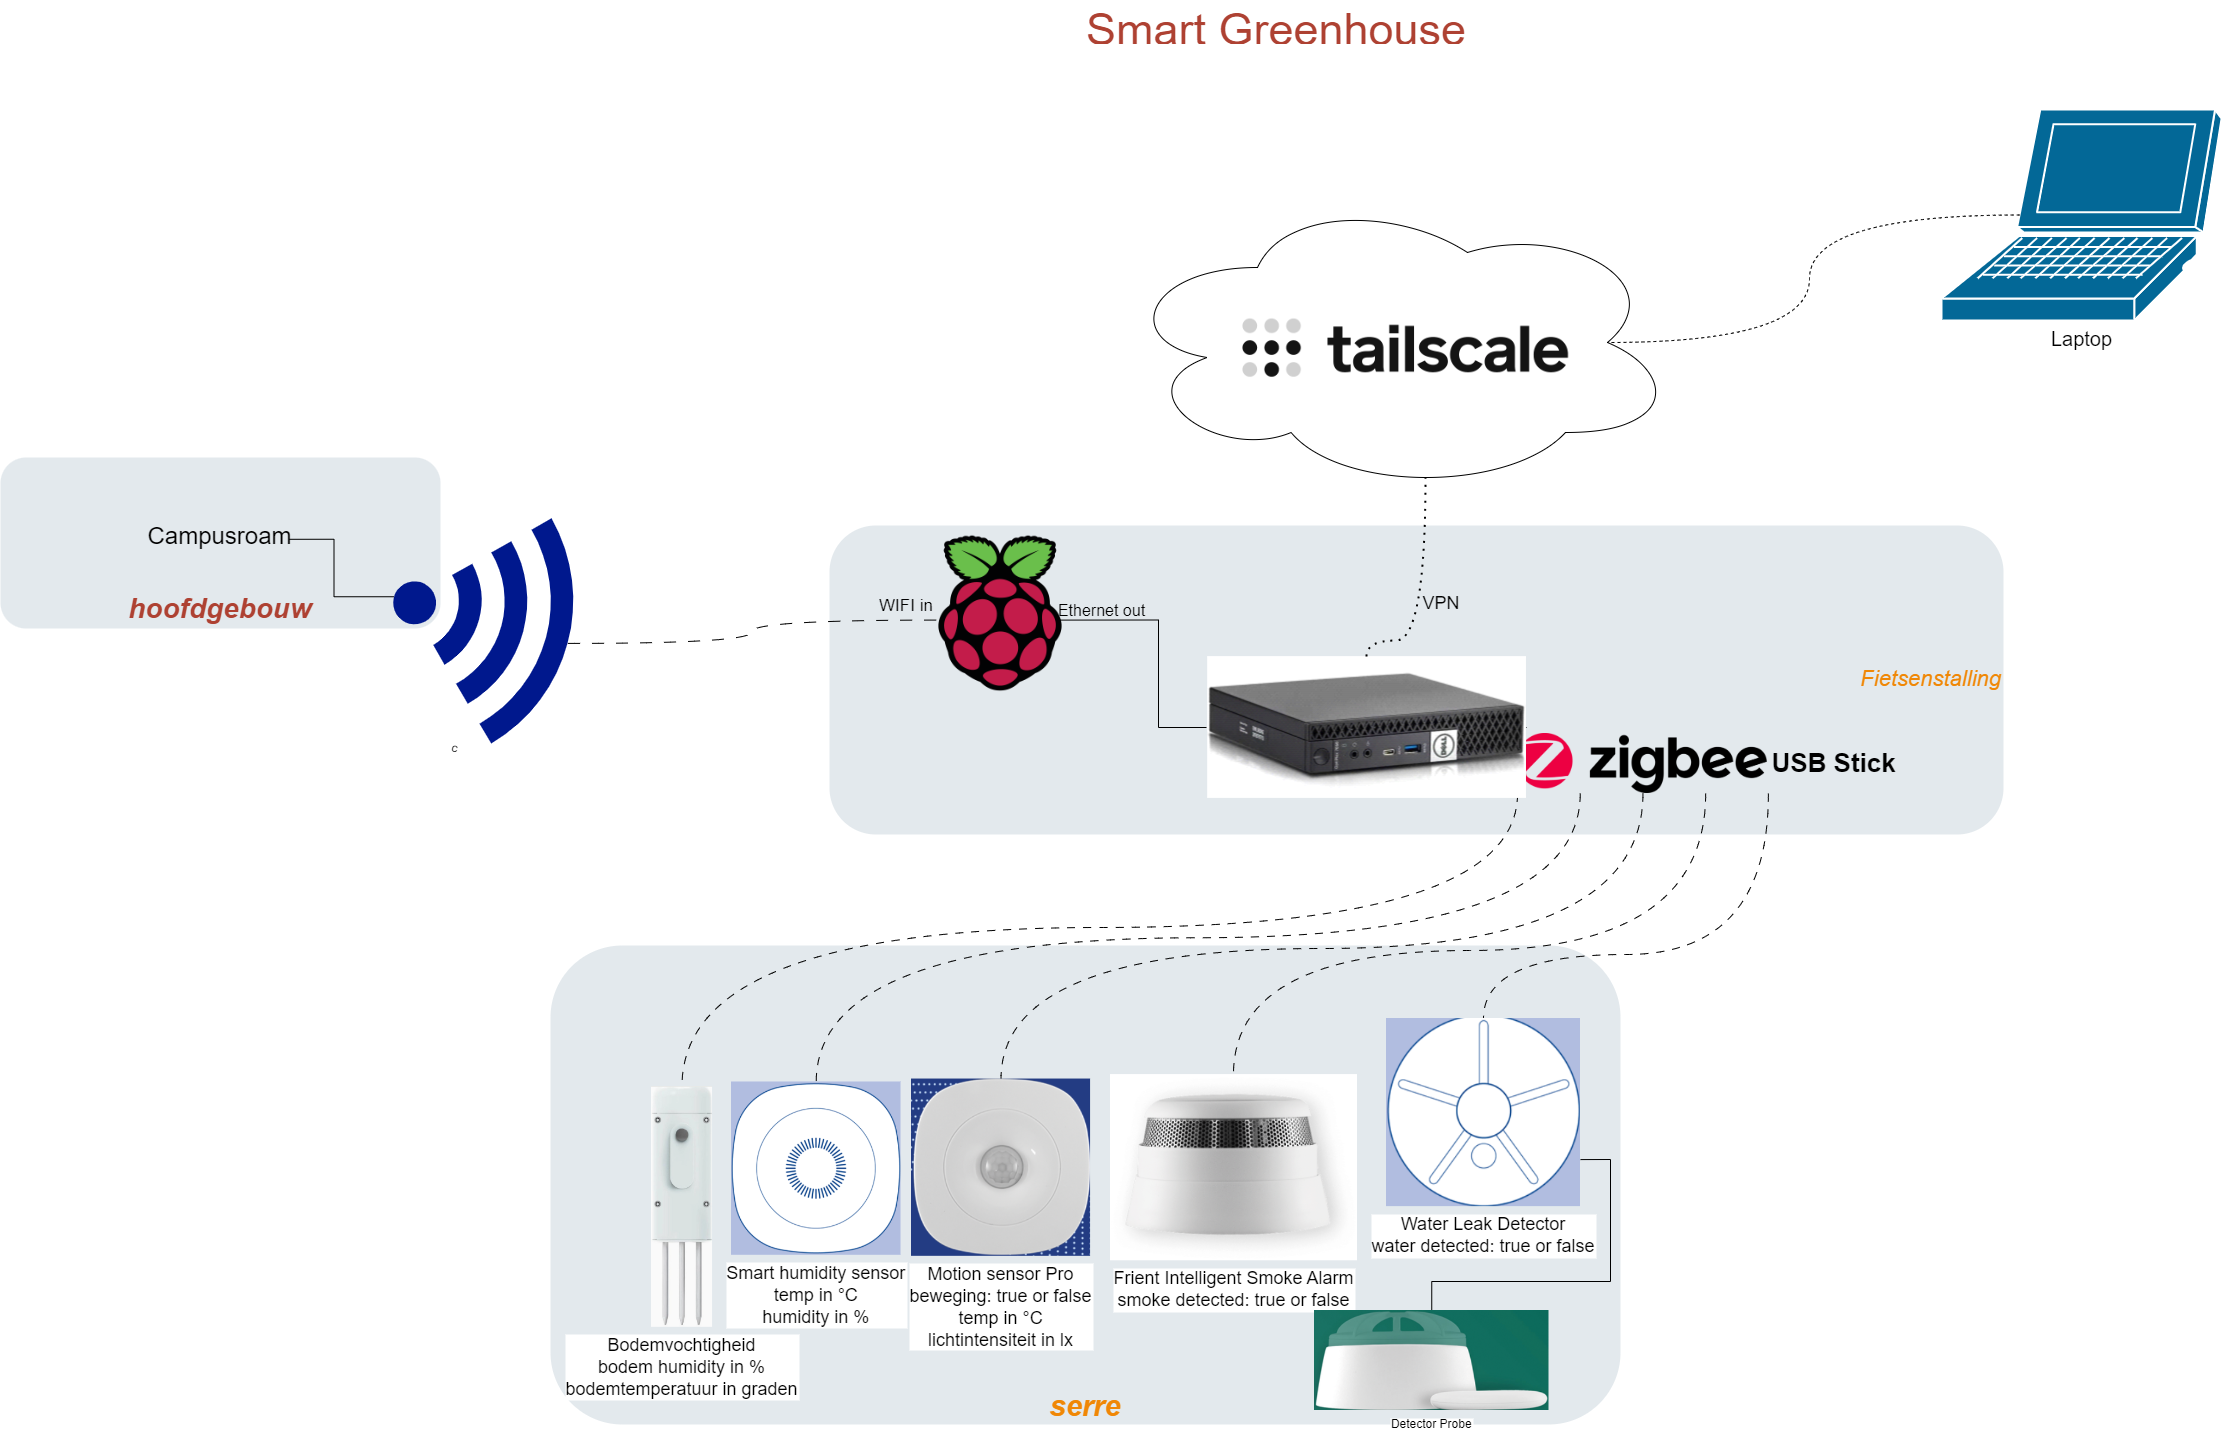 Smart Greenhouse
tailscale
Laptop
Campusroam
hoofdgebouw
c
WIFI in
Ethernet out
VPN
Fietsenstalling
DELL
zigbee USB Stick
Water Leak Detector
water detected: true or false
Smart humidity sensor
temp in °C
humidity in %
Motion sensor Pro
beweging: true or false
temp in °C
lichtintensiteit in lx
Frient Intelligent Smoke Alarm
smoke detected: true or false
Bodemvochtigheid
bodem humidity in %
bodemtemperatuur in graden
serre
Detector Probe